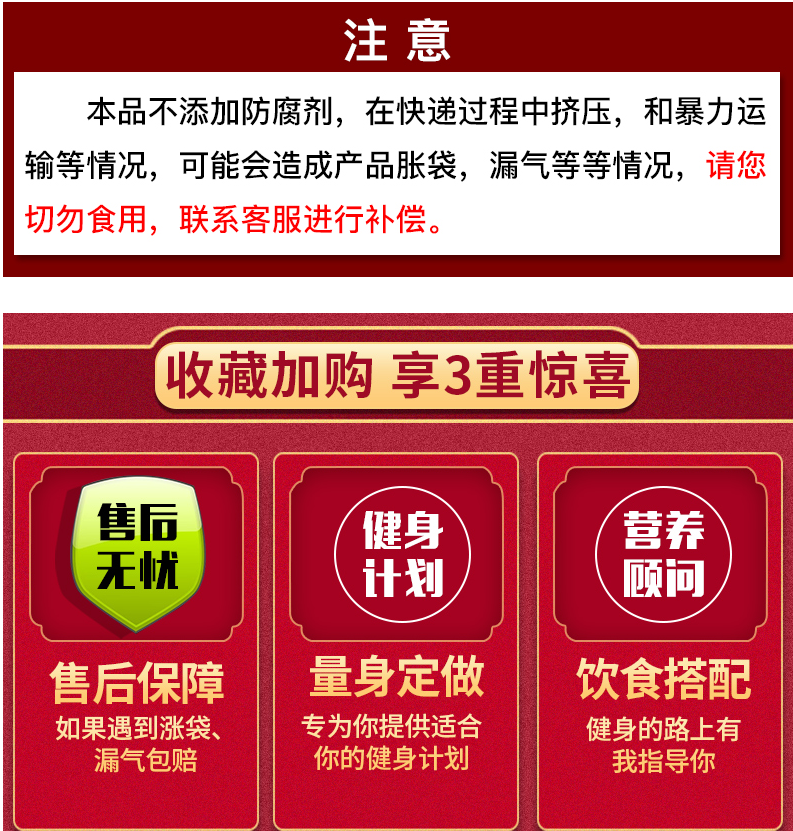 注 意
本品不添加防腐剂，在快递过程中挤压，和暴力运
输等情况，可能会造成产品胀袋，漏气等等情况，请您
切勿食用，联系客服进行补偿。
收藏加购 享3重惊喜
售后
无忧
售后保障
如果遇到涨袋、
漏气包赔
健身
计划
量身定做
专为你提供适合
你的健身计划
营养
顾问
饮食搭配
健身的路上有
我指导你